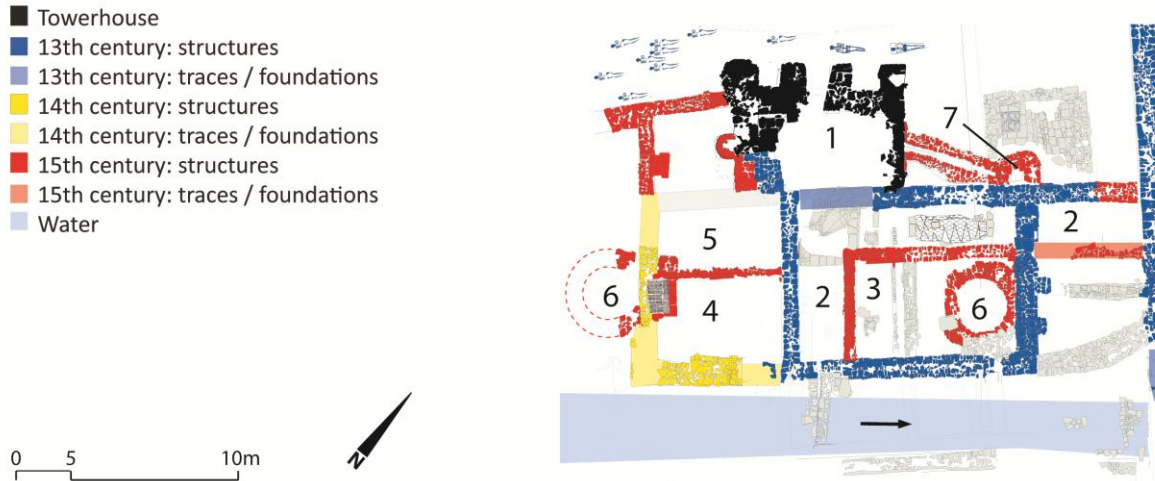 Towerhouse
13th century: structures
13th century: traces / foundations
14th century: structures
14th century: traces / foundations
15th century: structures
15th century: traces / foundations
Water
0 5 10m
N
1
7
2
5
2
3
6
4
6